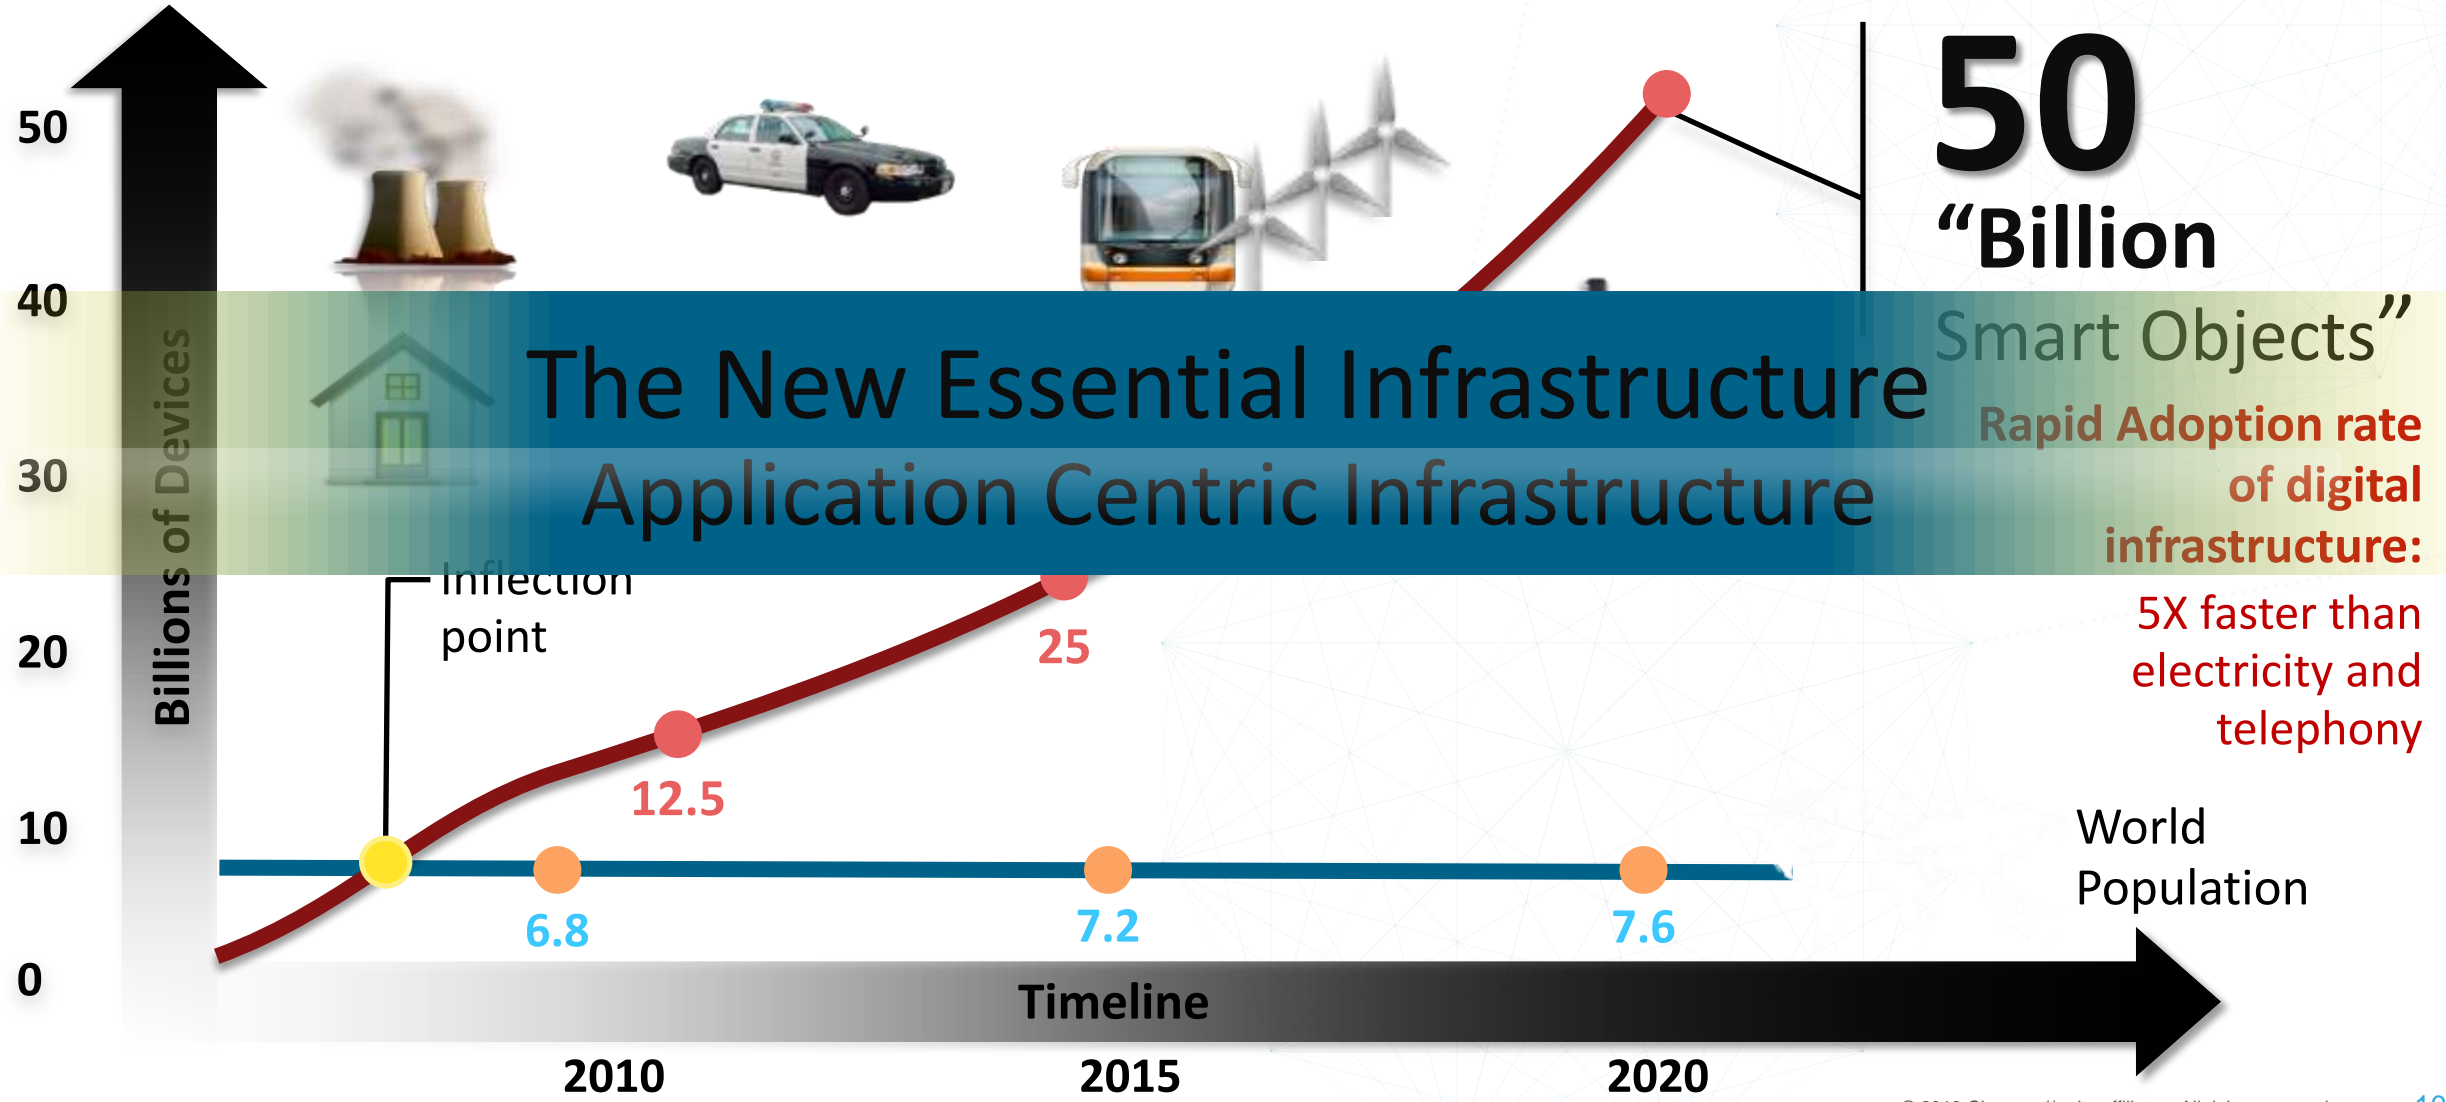 50
40
30
20
10
0
Billions of Devices
50
“Billion
Smart Objects”
The New Essential Infrastructure
Application Centric Infrastructure
Rapid Adoption rate
of digital
infrastructure:
5X faster than
electricity and
telephony
Inflection
point
25
12.5
World
Population
6.8
7.2
7.6
Timeline
2010
2015
2020